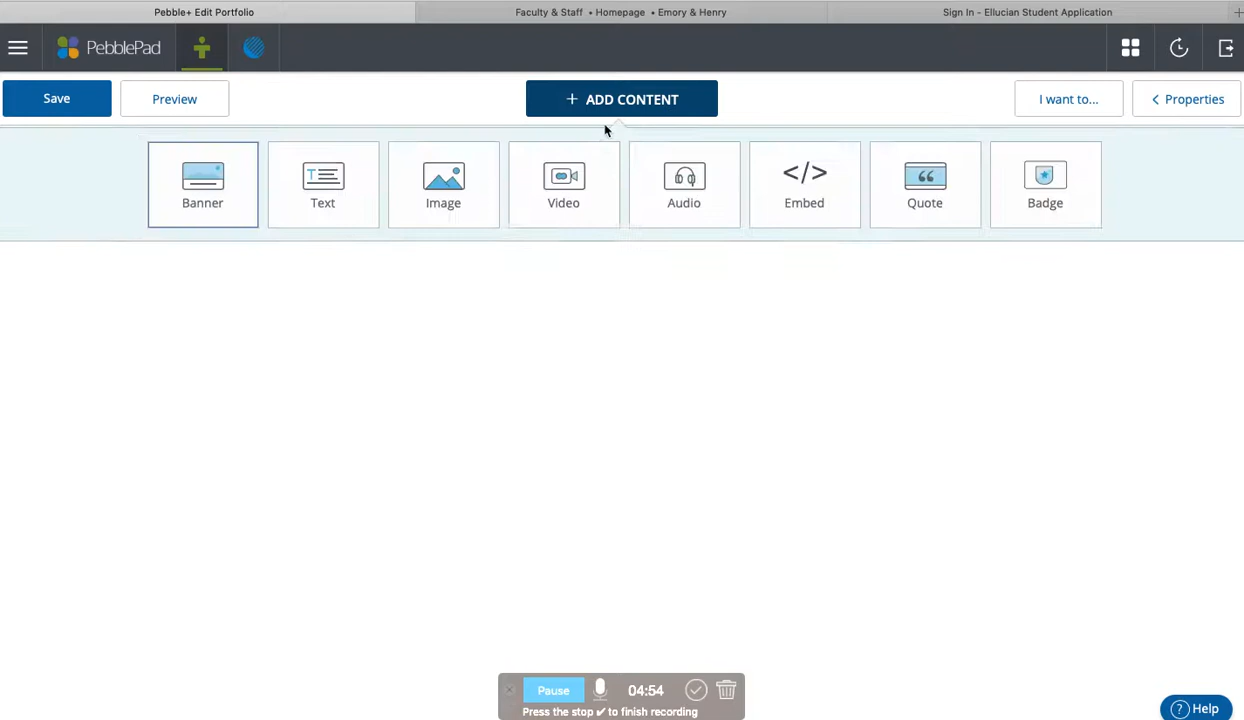 Pebble+ Edit Portfolio
Faculty & Staff • Homepage • Emory & Henry
Sign In - Ellucian Student Application
PebblePad
Save
Preview
+ ADD CONTENT
I want to...
Properties
Banner
Text
Image
Video
Audio
</>
Embed
Quote
Badge
Pause
04:54
Press the stop ✔ to finish recording
? Help